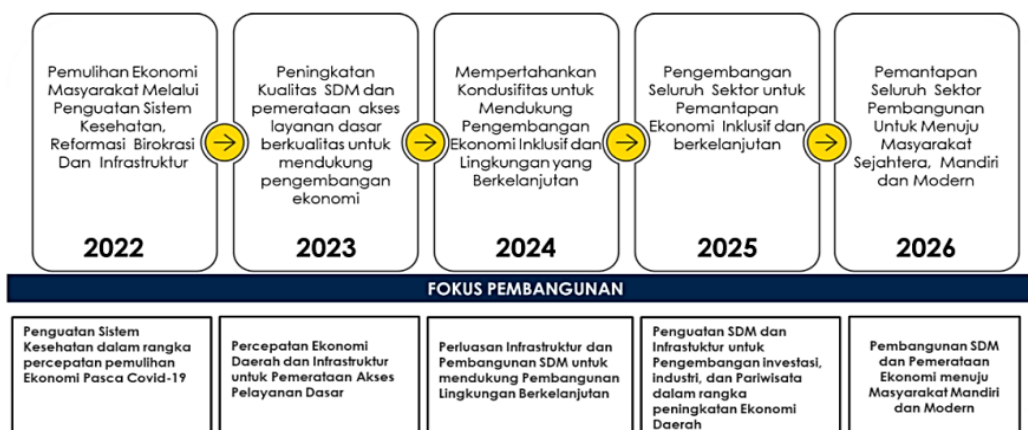 Pemulihan Ekonomi
Masyarakat Melalui
Penguatan Sistem
Kesehatan,
Reformasi Birokrasi
Dan Infrastruktur
2022
Peningkatan
Kualitas SDM dan
pemerataan akses
layanan dasar
berkualitas untuk
mendukung
pengembangan
ekonomi
2023
Mempertahankan
Kondusifitas untuk
Mendukung
Pengembangan
Ekonomi Inklusif dan
Lingkungan yang
Berkelanjutan
2024
Pengembangan
Seluruh Sektor untuk
Pemantapan
Ekonomi Inklusif dan
berkelanjutan
2025
Pemantapan
Seluruh Sektor
Pembangunan
Untuk Menuju
Masyarakat
Sejahtera, Mandiri
dan Modern
2026
FOKUS PEMBANGUNAN
Penguatan Sistem
Kesehatan dalam rangka
percepatan pemulihan
Ekonomi Pasca Covid-19
Percepatan Ekonomi
Daerah dan Infrastruktur
untuk Pemerataan Akses
Pelayanan Dasar
Perluasan Infrastruktur dan
Pembangunan SDM untuk
mendukung Pembangunan
Lingkungan Berkelanjutan
Penguatan SDM dan
Infastuktur untuk
Pengembangan investasi,
industri, dan Pariwisata
dalam rangka
peningkatan Ekonomi
Daerah
Pembangunan SDM
dan Pemerataan
Ekonomi menuju
Masyarakat Mandiri
dan Modern